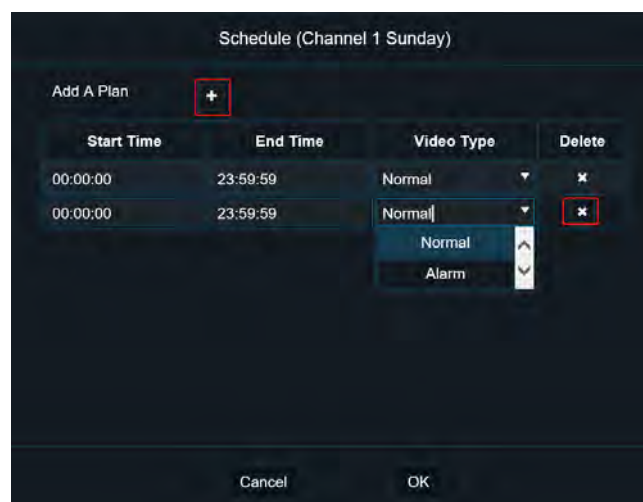 Schedule (Channel 1 Sunday)
Add A Plan +
Start Time End Time Video Type Delete
00:00:00 23:59:59 Normal
00:00:00 23:59:59 Normal
Normal
Alarm
Cancel OK